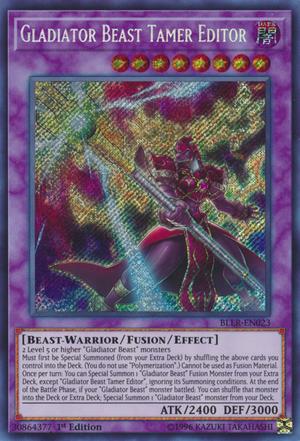 GLADIATOR BEAST TAMER EDITOR
BLLR-EN023
[BEAST-WARRIOR/FUSION/EFFECT]
2 Level 5 or higher "Gladiator Beast" monsters
Must first be Special Summoned (from your Extra Deck) by shuffling the above cards you
control into the Deck. (You do not use "Polymerization".) Cannot be used as Fusion Material.
Once per turn: You can Special Summon 1 "Gladiator Beast" Fusion Monster from your Extra
Deck, except "Gladiator Beast Tamer Editor", ignoring its Summoning conditions. At the end
of the Battle Phase, if your "Gladiator Beast" monster battled: You can shuffle that monster
into the Deck or Extra Deck; Special Summon 1 "Gladiator Beast" monster from your Deck.
ATK/2400 DEF/3000
30864377 1st Edition ©1996 KAZUKI TAKAHASHI